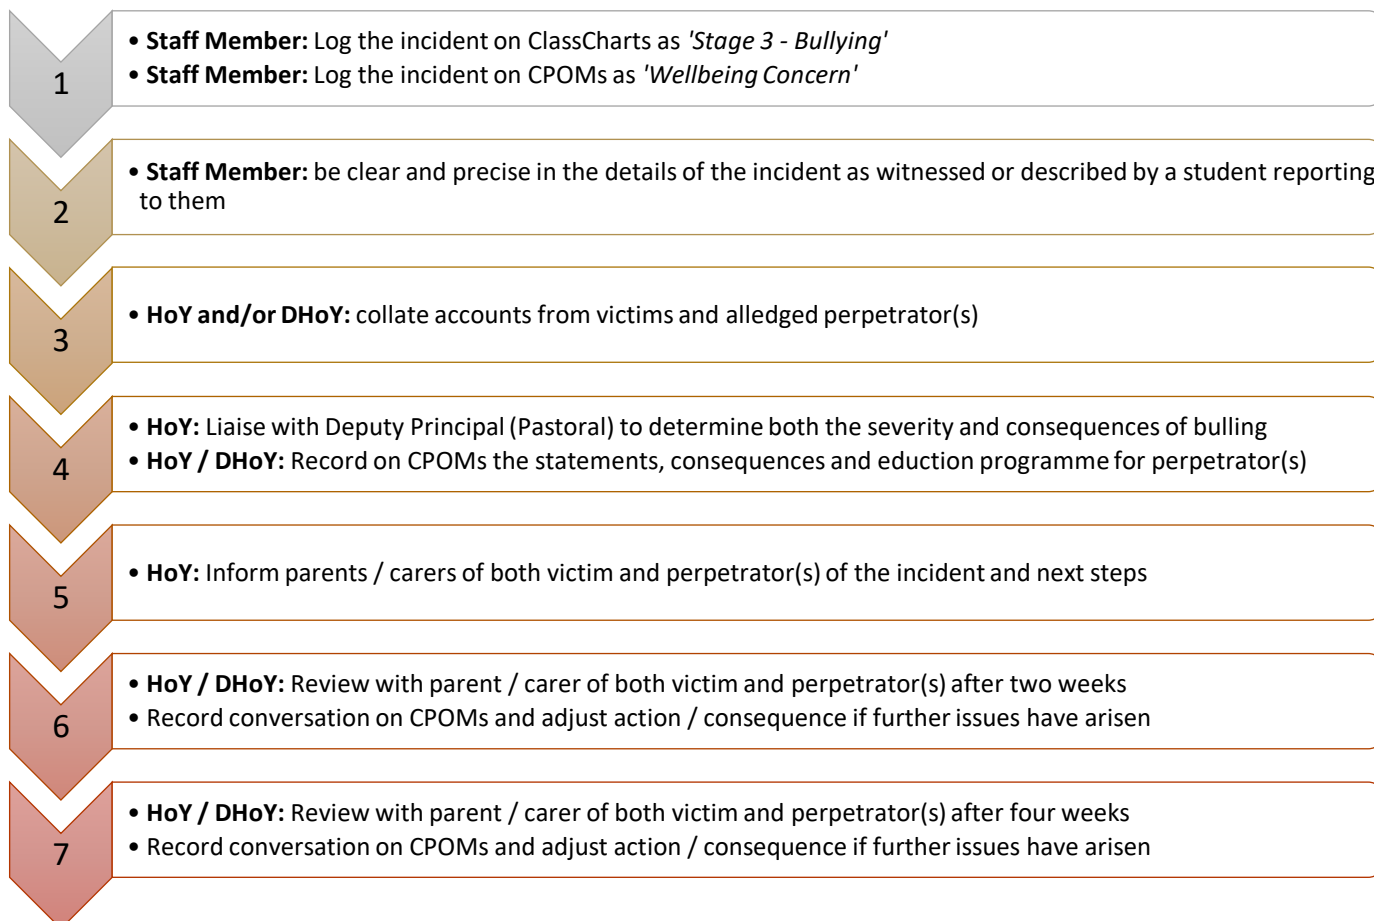 1
• Staff Member: Log the incident on ClassCharts as 'Stage 3 - Bullying'
• Staff Member: Log the incident on CPOMs as 'Wellbeing Concern'
2
• Staff Member: be clear and precise in the details of the incident as witnessed or described by a student reporting
to them
3
• HoY and/or DHoY: collate accounts from victims and alledged perpetrator(s)
4
• HoY: Liaise with Deputy Principal (Pastoral) to determine both the severity and consequences of bulling
• HoY / DHoY: Record on CPOMs the statements, consequences and eduction programme for perpetrator(s)
5
• HoY: Inform parents / carers of both victim and perpetrator(s) of the incident and next steps
6
• HoY / DHoY: Review with parent / carer of both victim and perpetrator(s) after two weeks
• Record conversation on CPOMs and adjust action / consequence if further issues have arisen
7
• HoY / DHoY: Review with parent / carer of both victim and perpetrator(s) after four weeks
• Record conversation on CPOMs and adjust action / consequence if further issues have arisen